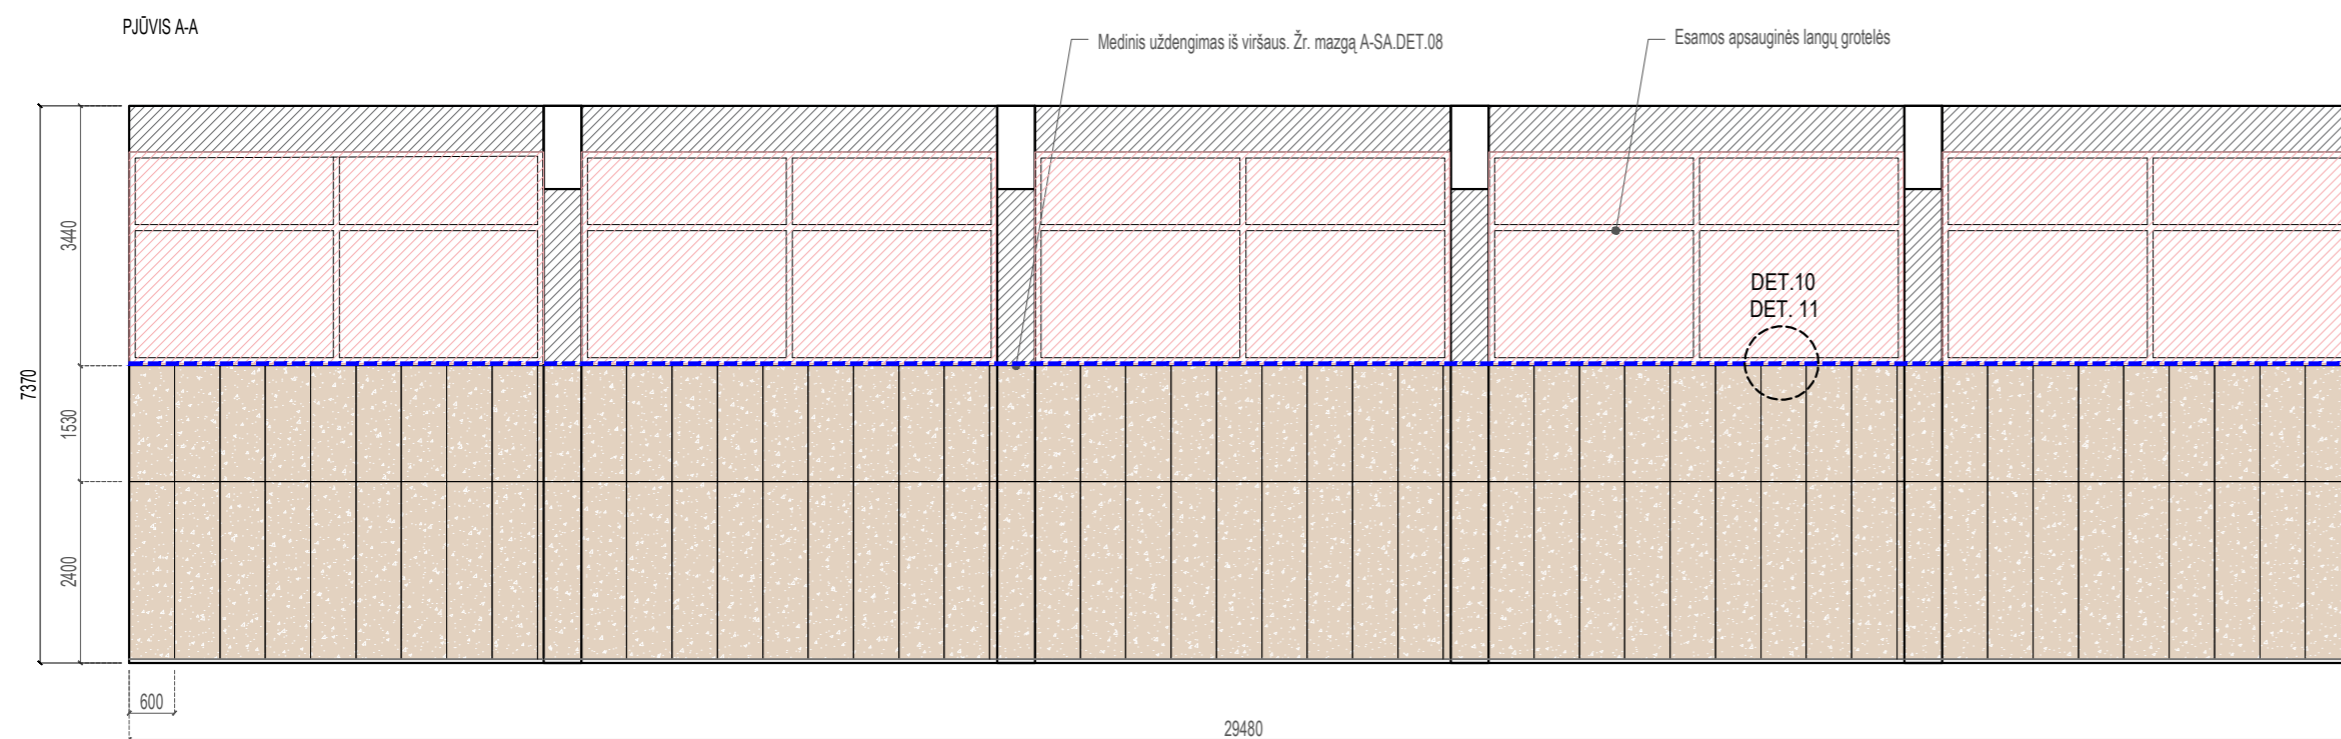 PJŪVIS A-A
Medinis uždengimas iš viršaus. Žr. mazgą A-SA.DET.08
Esamos apsauginės langų grotelės
3440
7370
1530
2400
DET.10
DET. 11
600
29480